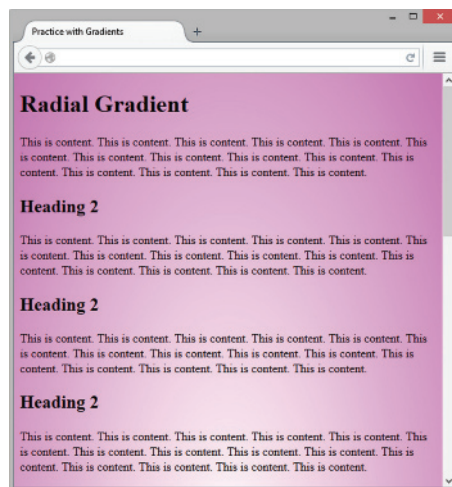 Practice with Gradients
Radial Gradient
This is content. This is content. This is content. This is content. This is content. This
is content. This is content. This is content. This is content. This is content. This is
content. This is content. This is content. This is content. This is content.
Heading 2
This is content. This is content. This is content. This is content. This is content. This
is content. This is content. This is content. This is content. This is content. This is
content. This is content. This is content. This is content. This is content.
Heading 2
This is content. This is content. This is content. This is content. This is content. This
is content. This is content. This is content. This is content. This is content. This is
content. This is content. This is content. This is content. This is content.
Heading 2
This is content. This is content. This is content. This is content. This is content. This
is content. This is content. This is content. This is content. This is content. This is
content. This is content. This is content. This is content. This is content.